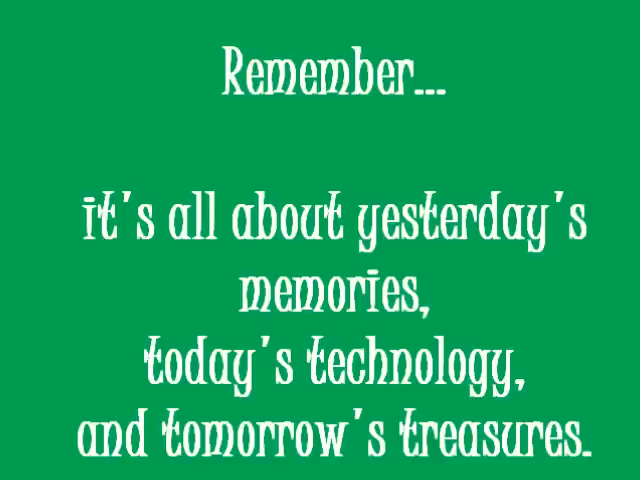 Remember...
it's all about yesterday's
memories,
today's technology,
and tomorrow's treasures.